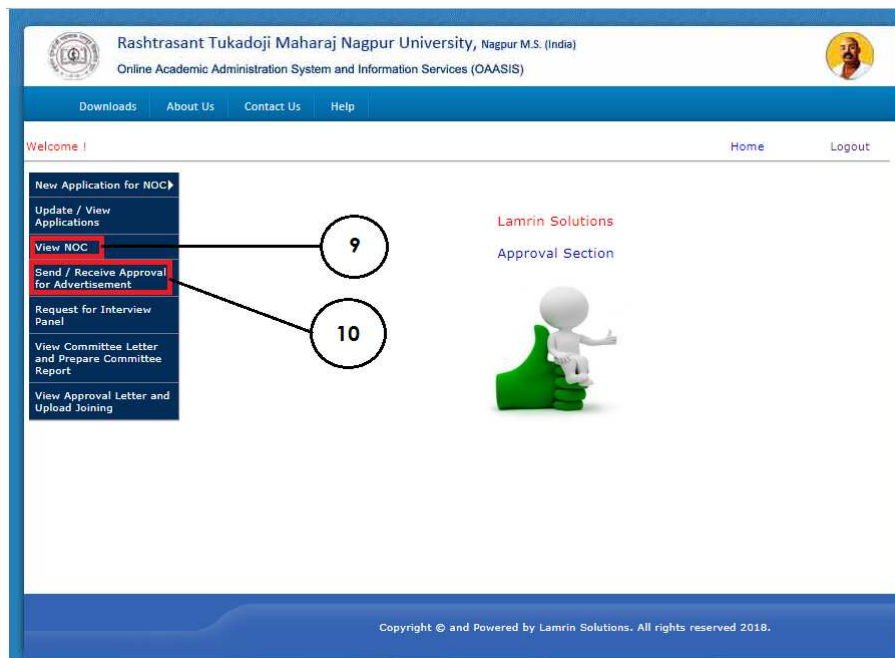 Rashtrasant Tukadoji Maharaj Nagpur University, Nagpur M.S. (India)
Online Academic Administration System and Information Services (OAASIS)
Downloads About Us Contact Us Help
Welcome !
Home Logout
New Application for NOC
Update / View
Applications
View NOC
Send / Receive Approval
for Advertisement
Request for Interview
Panel
View Committee Letter
and Prepare Committee
Report
View Approval Letter and
Upload Joining
9
10
Lamrin Solutions
Approval Section
Copyright © and Powered by Lamrin Solutions. All rights reserved 2018.